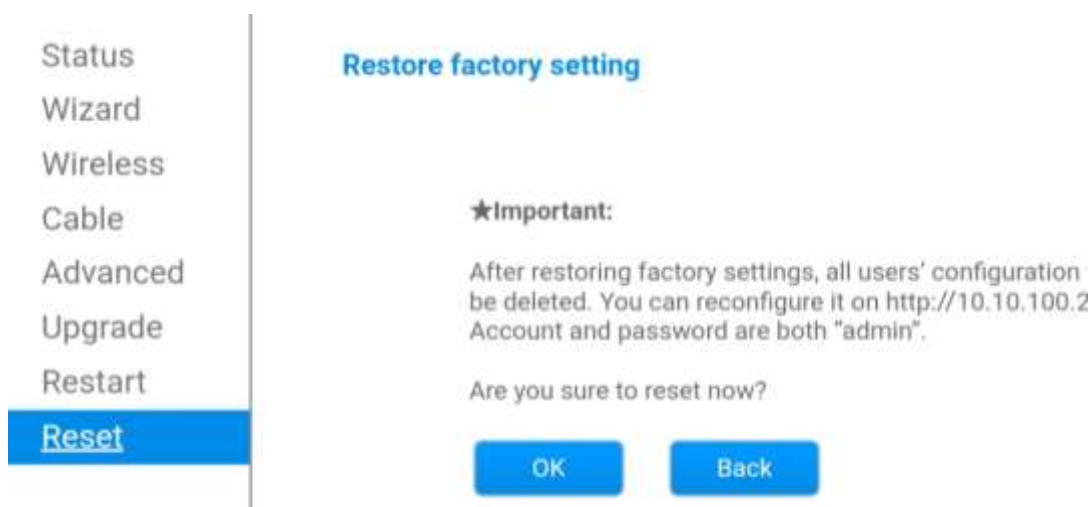 Status
Wizard
Wireless
Cable
Advanced
Upgrade
Restart
Reset
Restore factory setting
★Important:
After restoring factory settings, all users' configuration
be deleted. You can reconfigure it on http://10.10.100.2
Account and password are both "admin".
Are you sure to reset now?
OK Back